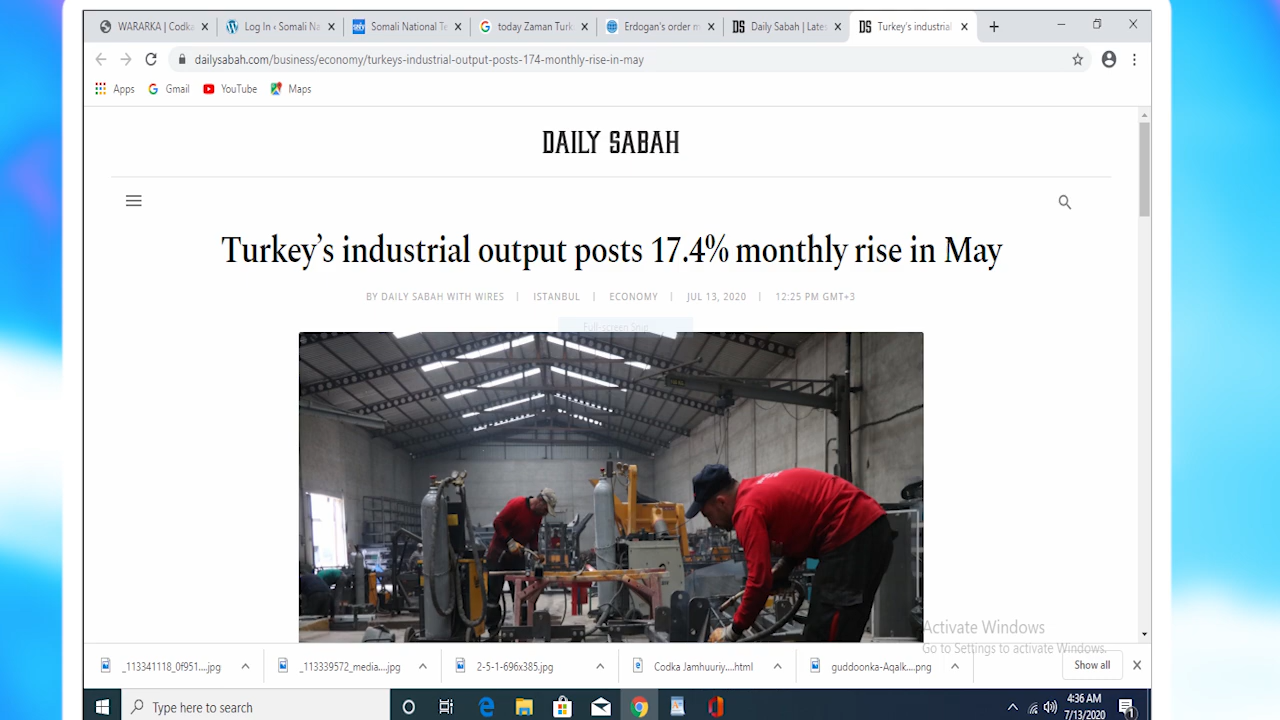 WARARKA | Codka
Log In ‹ Somali Na
Somali National Te
today Zaman Turk
Erdogan's order m
Daily Sabah | Lates
Turkey's industrial
dailysabah.com/business/economy/turkeys-industrial-output-posts-174-monthly-rise-in-may
Apps Gmail YouTube Maps
DAILY SABAH
Turkey's industrial output posts 17.4% monthly rise in May
BY DAILY SABAH WITH WIRES | ISTANBUL | ECONOMY | JUL 13, 2020 | 12:25 PM GMT+3
Full-screen Snip
Activate Windows
Go to Settings to activate Windows.
_113341118_0f951....jpg
_113339572_media....jpg
2-5-1-696x385.jpg
Codka Jamhuuriy....html
guddoonka-Aqalk....png
Show all
Type here to search
4:36 AM
7/13/2020